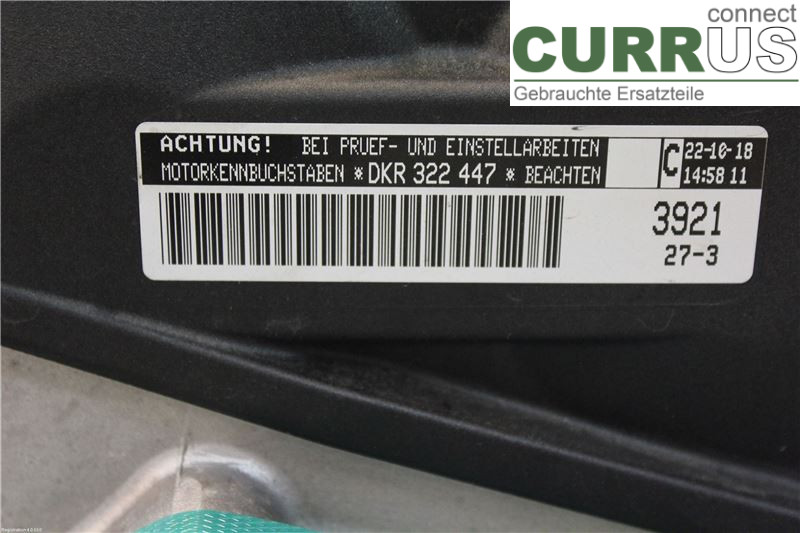 connect
CURRUS
Gebrauchte Ersatzteile
ACHTUNG! BEI PRUEF- UND EINSTELLARBEITEN
MOTORKENNBUCHSTABEN * DKR 322 447 * BEACHTEN
C
22-10-18
14:58 11
3921
27-3